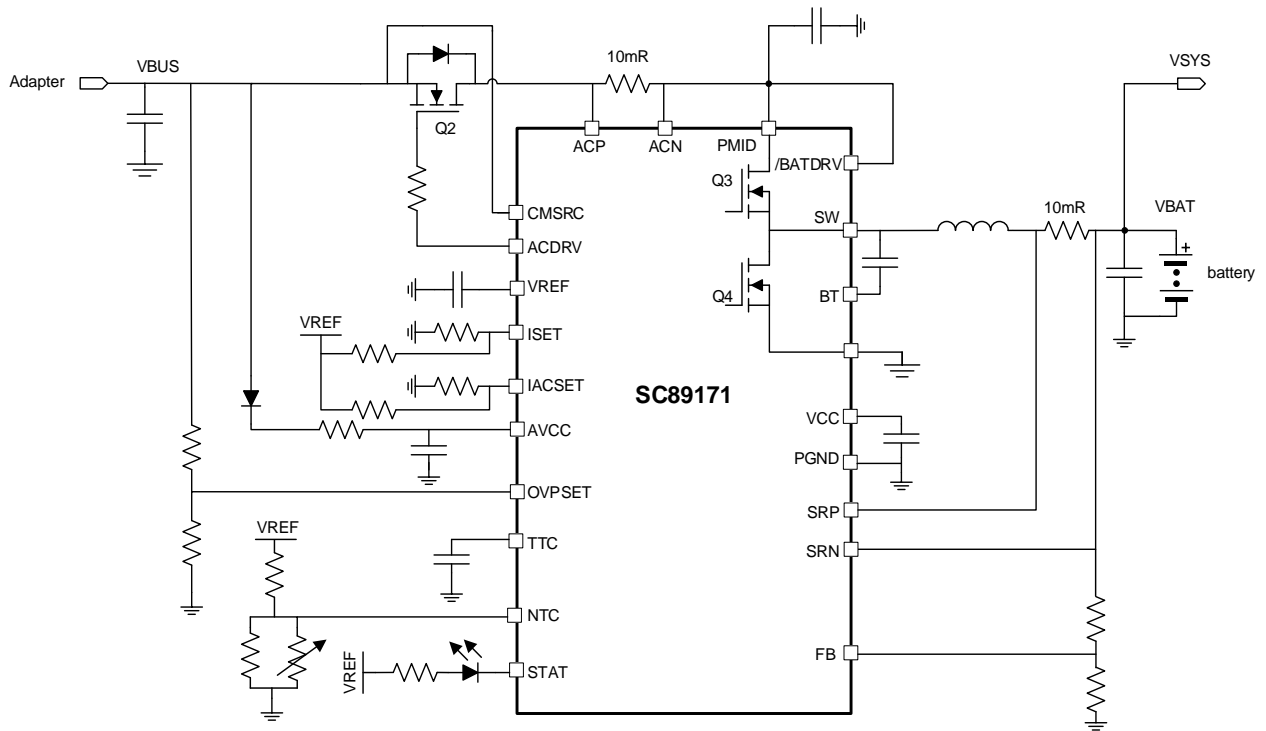 VBUS
Adapter
10mR
VSYS
Q2
ACP
ACN
PMID
/BATDRV
Q3
CMSRC
SW
10mR
VBAT
ACDRV
+
battery
VREF
Q4
BT
VREF
ISET
IACSET
SC89171
VCC
AVCC
PGND
OVPSET
SRP
VREF
TTC
SRN
NTC
FB
VREF
STAT